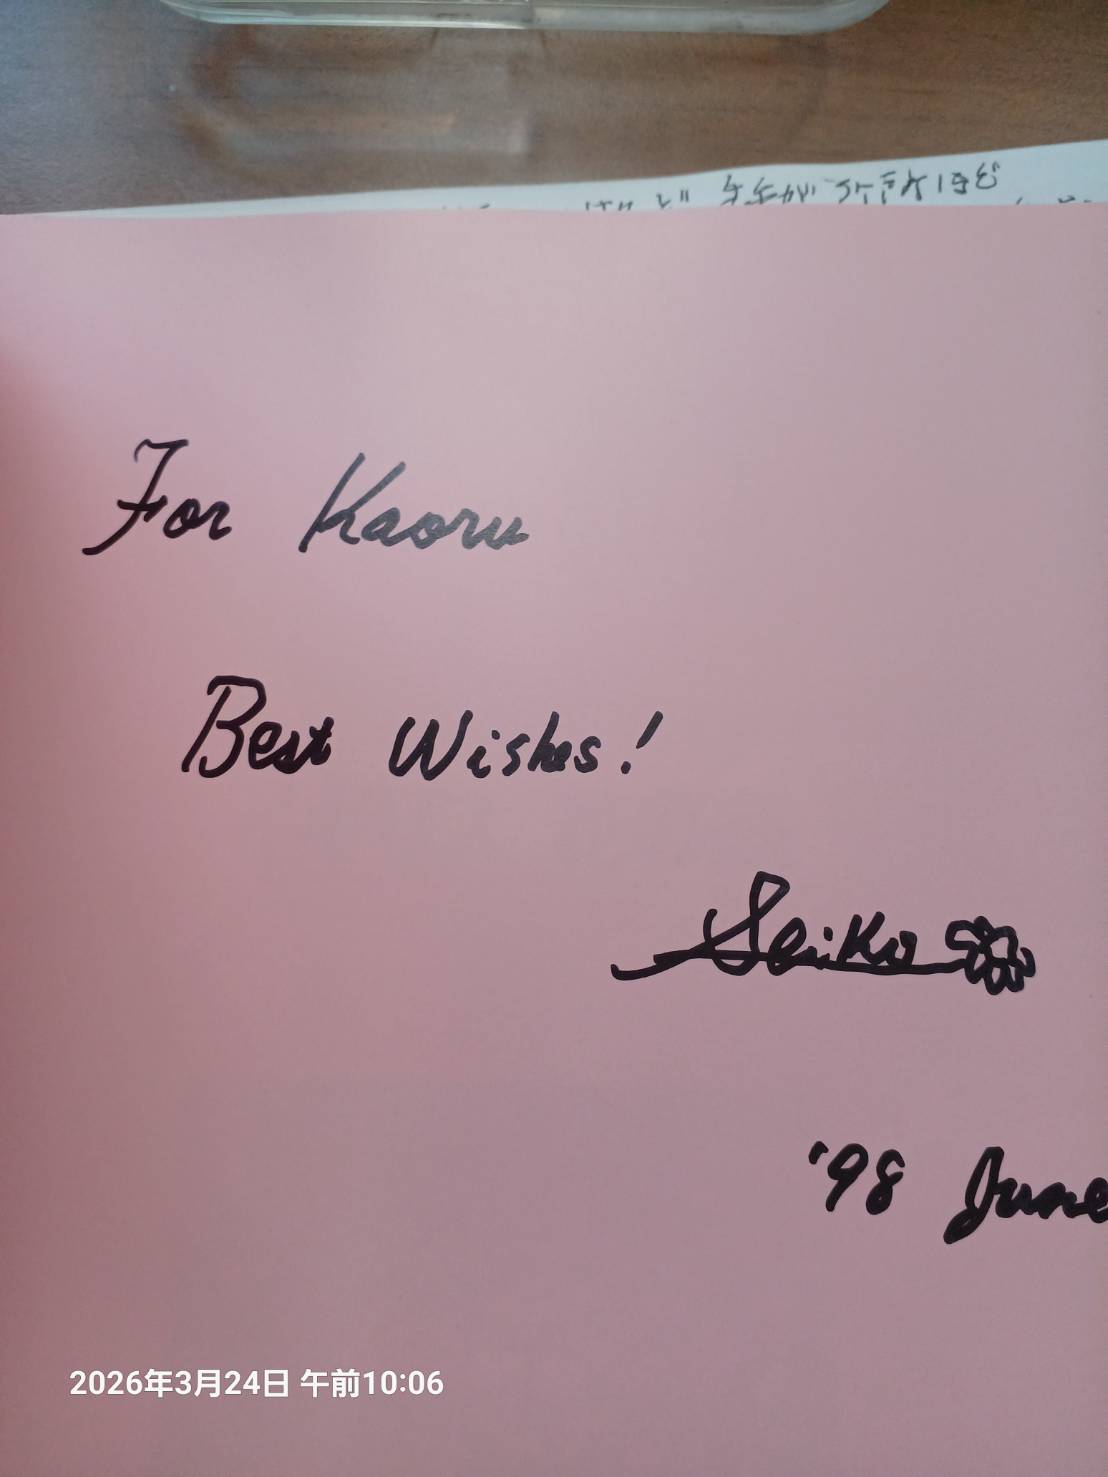 For Kaoru
Best Wishes!
Seiko
'98 June
2026年3月24日 午前10:06